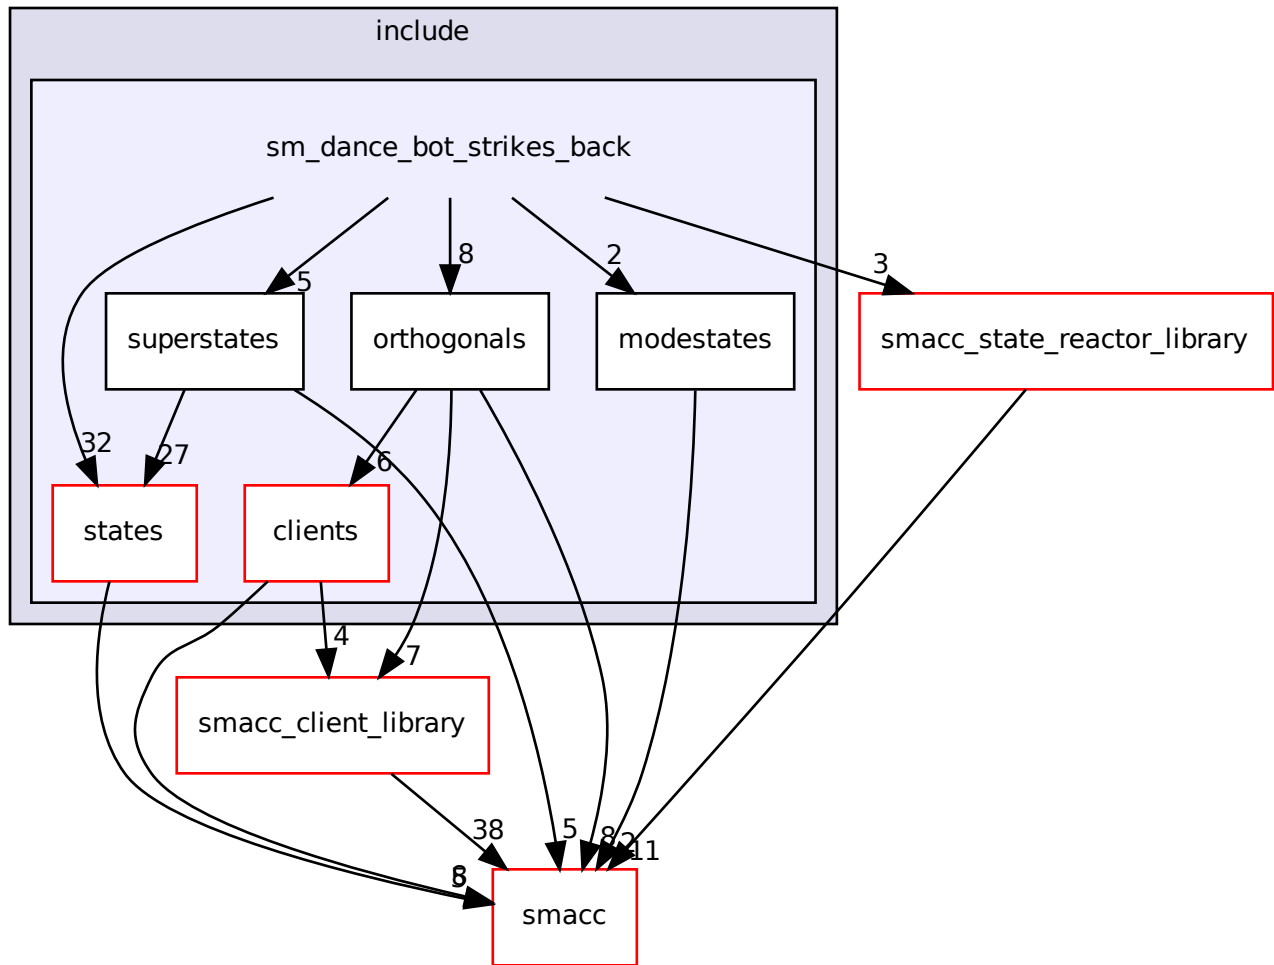 include
sm_dance_bot_strikes_back
5
8
2
3
superstates
orthogonals
modestates
smacc_state_reactor_library
32
27
6
states
clients
4
7
smacc_client_library
38
5
8
2
11
smacc